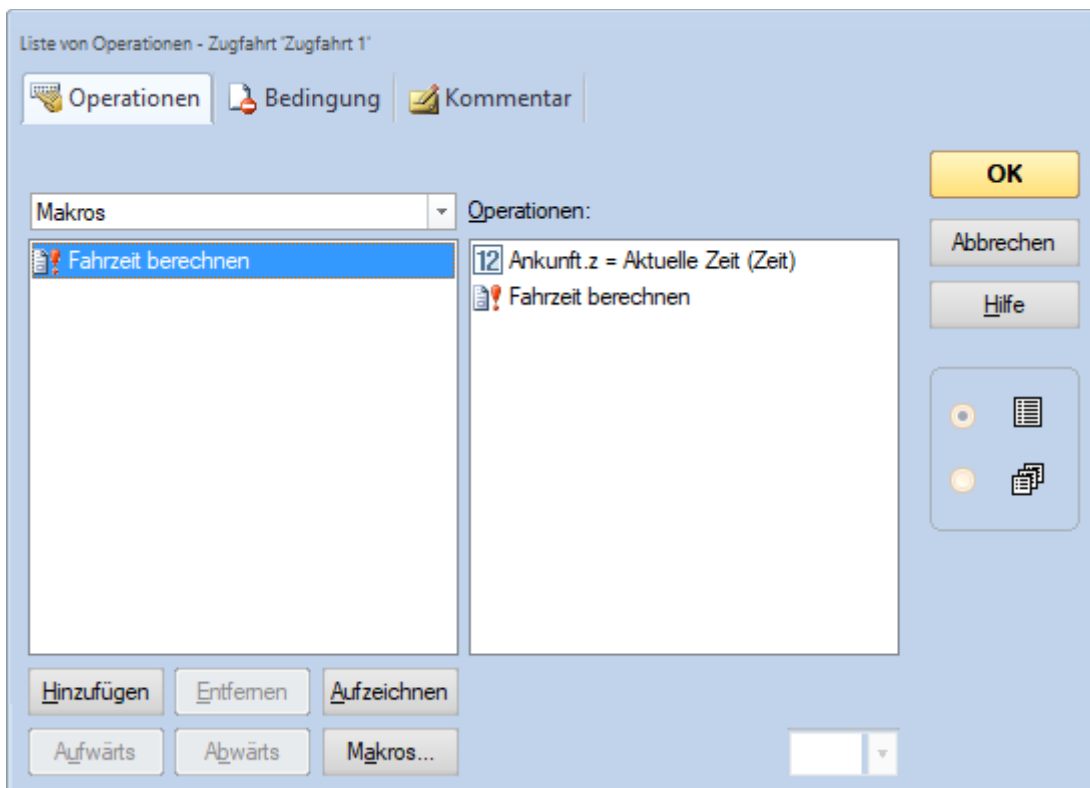 Liste von Operationen - Zugfahrt "Zugfahrt 1"
Operationen Bedingung Kommentar
Makros
Operationen:
Fahrzeit berechnen
12 Ankunft.z = Aktuelle Zeit (Zeit)
Fahrzeit berechnen
OK
Abbrechen
Hilfe
Hinzufügen Entfernen Aufzeichnen
Aufwärts Abwärts Makros...